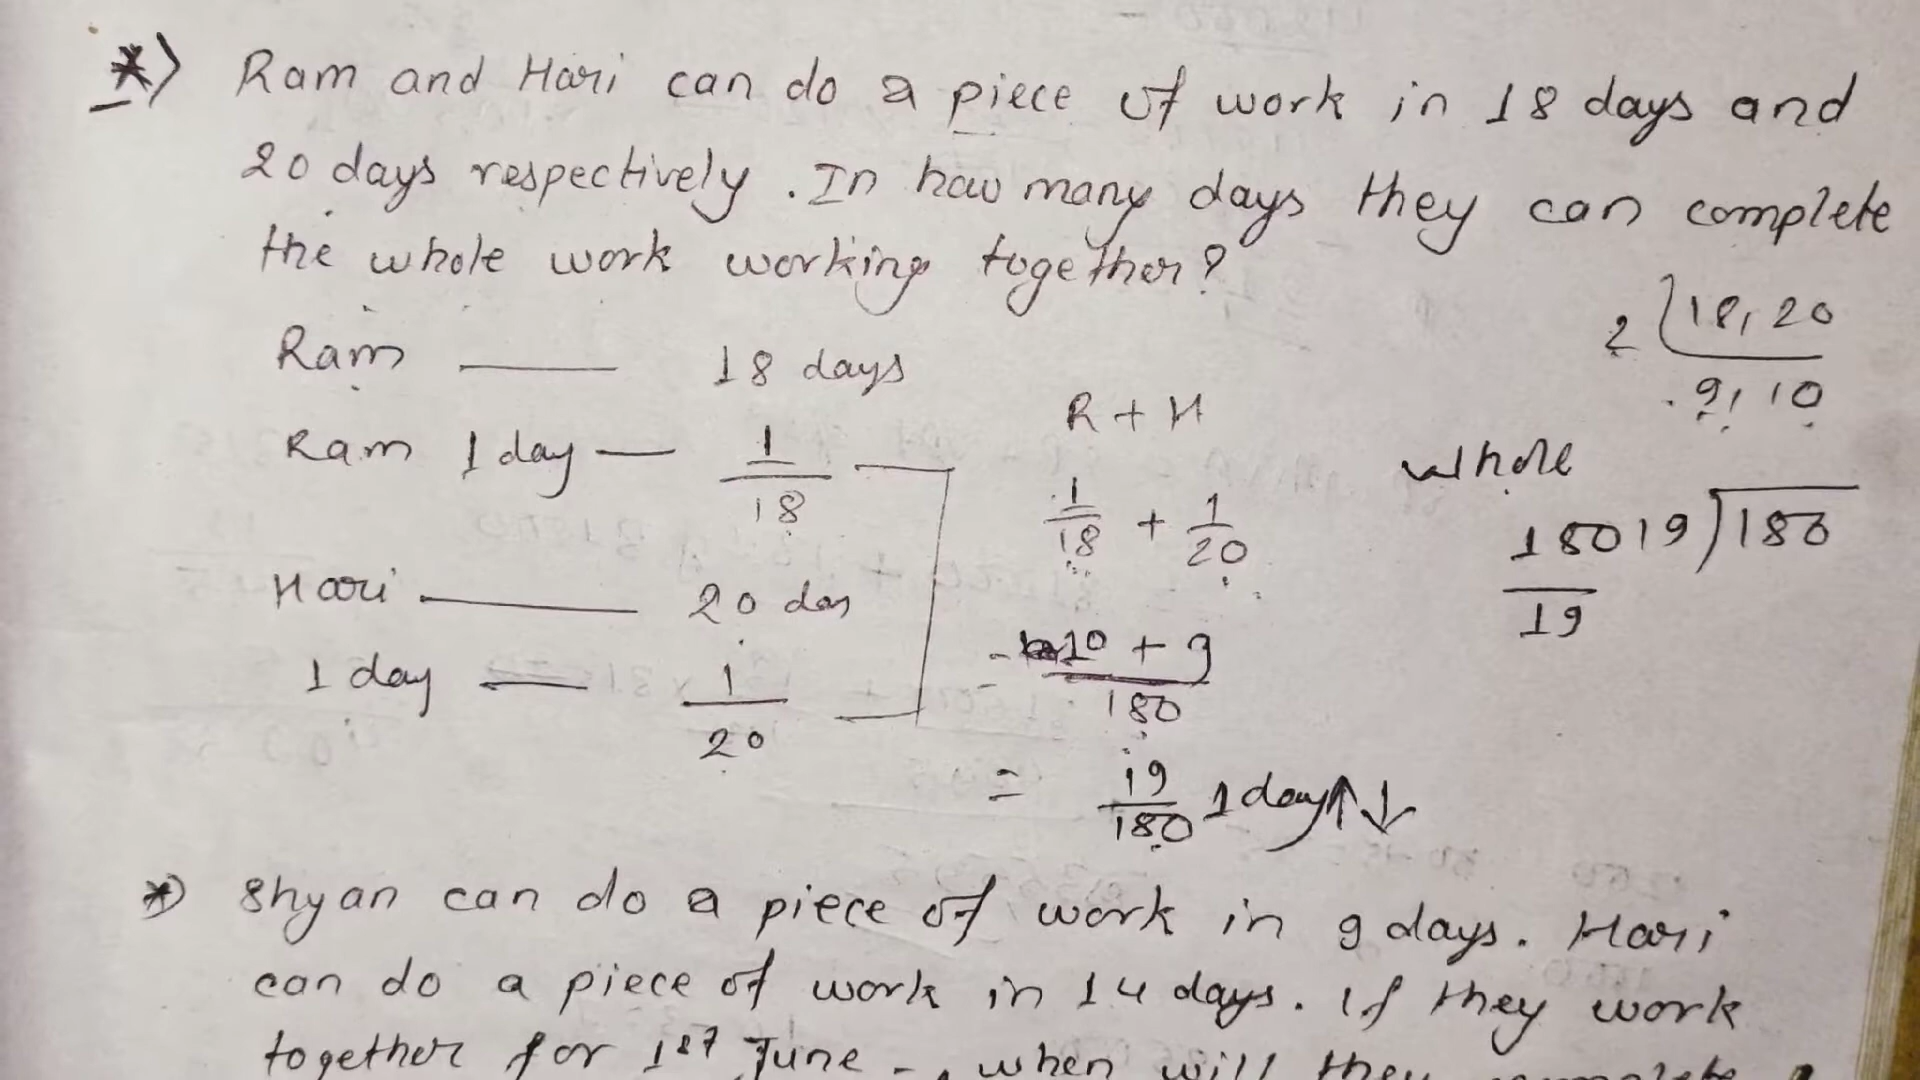 *) Ram and Hari can do a piece of work in 18 days and
20 days respectively. In how many days they can complete
the whole work working together?
Ram — 18 days
Ram 1 day — 1/18
Hari — 20 day
1 day = 1/20
R + H
1/18 + 1/20
10 + 9
180
= 19/180 1 day ↑ ↓
2 18, 20
9, 10
Whole
180/19
19 ) 180
*) Shyan can do a piece of work in 9 days. Hari
can do a piece of work in 14 days. If they work
together for 1st June , when will they